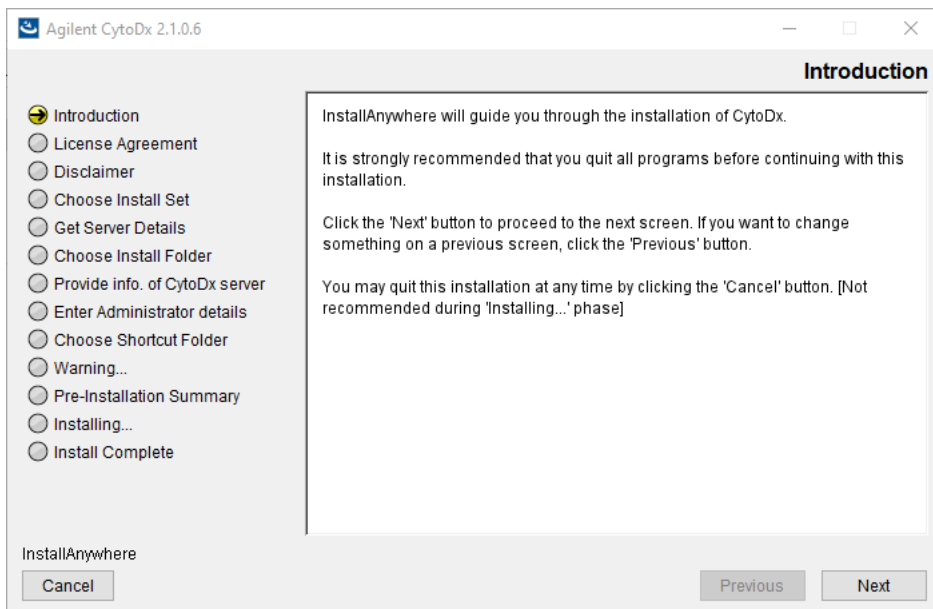 Agilent CytoDx 2.1.0.6
Introduction
Introduction
License Agreement
Disclaimer
Choose Install Set
Get Server Details
Choose Install Folder
Provide info. of CytoDx server
Enter Administrator details
Choose Shortcut Folder
Warning...
Pre-Installation Summary
Installing...
Install Complete
InstallAnywhere will guide you through the installation of CytoDx.
It is strongly recommended that you quit all programs before continuing with this
installation.
Click the 'Next' button to proceed to the next screen. If you want to change
something on a previous screen, click the 'Previous' button.
You may quit this installation at any time by clicking the 'Cancel' button. [Not
recommended during 'Installing...' phase]
InstallAnywhere
Cancel
Previous
Next